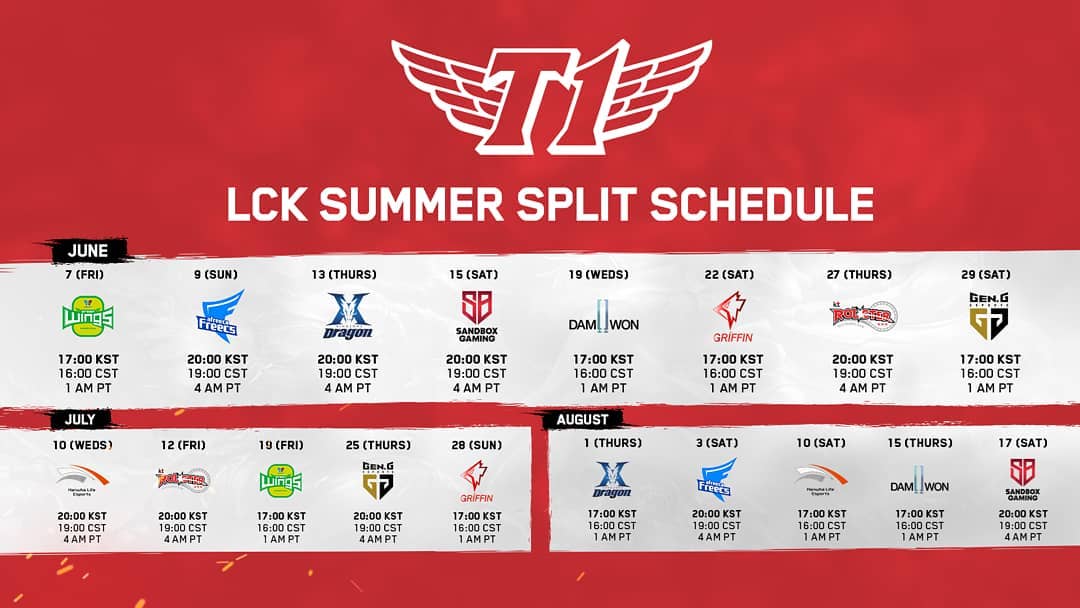 T1
LCK SUMMER SPLIT SCHEDULE
JUNE
7 (FRI) 9 (SUN) 13 (THURS) 15 (SAT) 19 (WEDS) 22 (SAT) 27 (THURS) 29 (SAT)
WINGS afreeca Freecs Dragon SB SANDBOX GAMING DAMWON GRIFFIN kt ROLSTER GEN.G ESPORTS
17:00 KST 20:00 KST 20:00 KST 20:00 KST 17:00 KST 17:00 KST 20:00 KST 17:00 KST
16:00 CST 19:00 CST 19:00 CST 19:00 CST 16:00 CST 16:00 CST 19:00 CST 16:00 CST
1 AM PT 4 AM PT 4 AM PT 4 AM PT 1 AM PT 1 AM PT 4 AM PT 1 AM PT
JULY
10 (WEDS) 12 (FRI) 19 (FRI) 25 (THURS) 28 (SUN)
Hanwha Life Esports kt ROLSTER WINGS GEN.G ESPORTS GRIFFIN
20:00 KST 20:00 KST 17:00 KST 20:00 KST 17:00 KST
19:00 CST 19:00 CST 16:00 CST 19:00 CST 16:00 CST
4 AM PT 4 AM PT 1 AM PT 4 AM PT 1 AM PT
AUGUST
1 (THURS) 3 (SAT) 10 (SAT) 15 (THURS) 17 (SAT)
Dragon afreeca Freecs Hanwha Life Esports DAMWON SB SANDBOX GAMING
17:00 KST 20:00 KST 17:00 KST 17:00 KST 20:00 KST
16:00 CST 19:00 CST 16:00 CST 16:00 CST 19:00 CST
1 AM PT 4 AM PT 1 AM PT 1 AM PT 4 AM PT